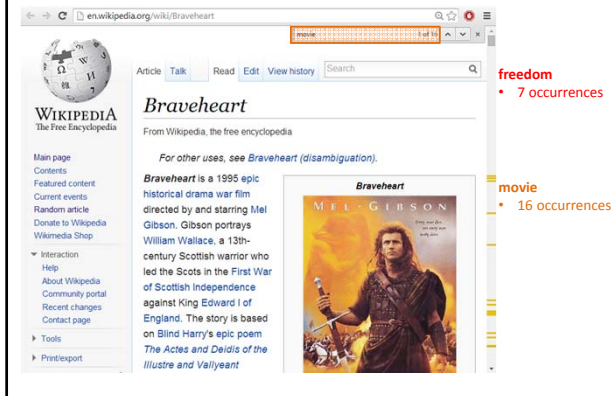 en.wikipedia.org/wiki/Braveheart
movie 1 of 16
Article Talk Read Edit View history Search
WIKIPEDIA
The Free Encyclopedia
Main page
Contents
Featured content
Current events
Random article
Donate to Wikipedia
Wikimedia Shop
Interaction
Help
About Wikipedia
Community portal
Recent changes
Contact page
Tools
Print/export
Braveheart
From Wikipedia, the free encyclopedia
For other uses, see Braveheart (disambiguation).
Braveheart is a 1995 epic
historical drama war film
directed by and starring Mel
Gibson. Gibson portrays
William Wallace, a 13th-
century Scottish warrior who
led the Scots in the First War
of Scottish Independence
against King Edward I of
England. The story is based
on Blind Harry's epic poem
The Actes and Deidis of the
Illustre and Vallyeant
Braveheart
MEL GIBSON
freedom
• 7 occurrences
movie
• 16 occurrences